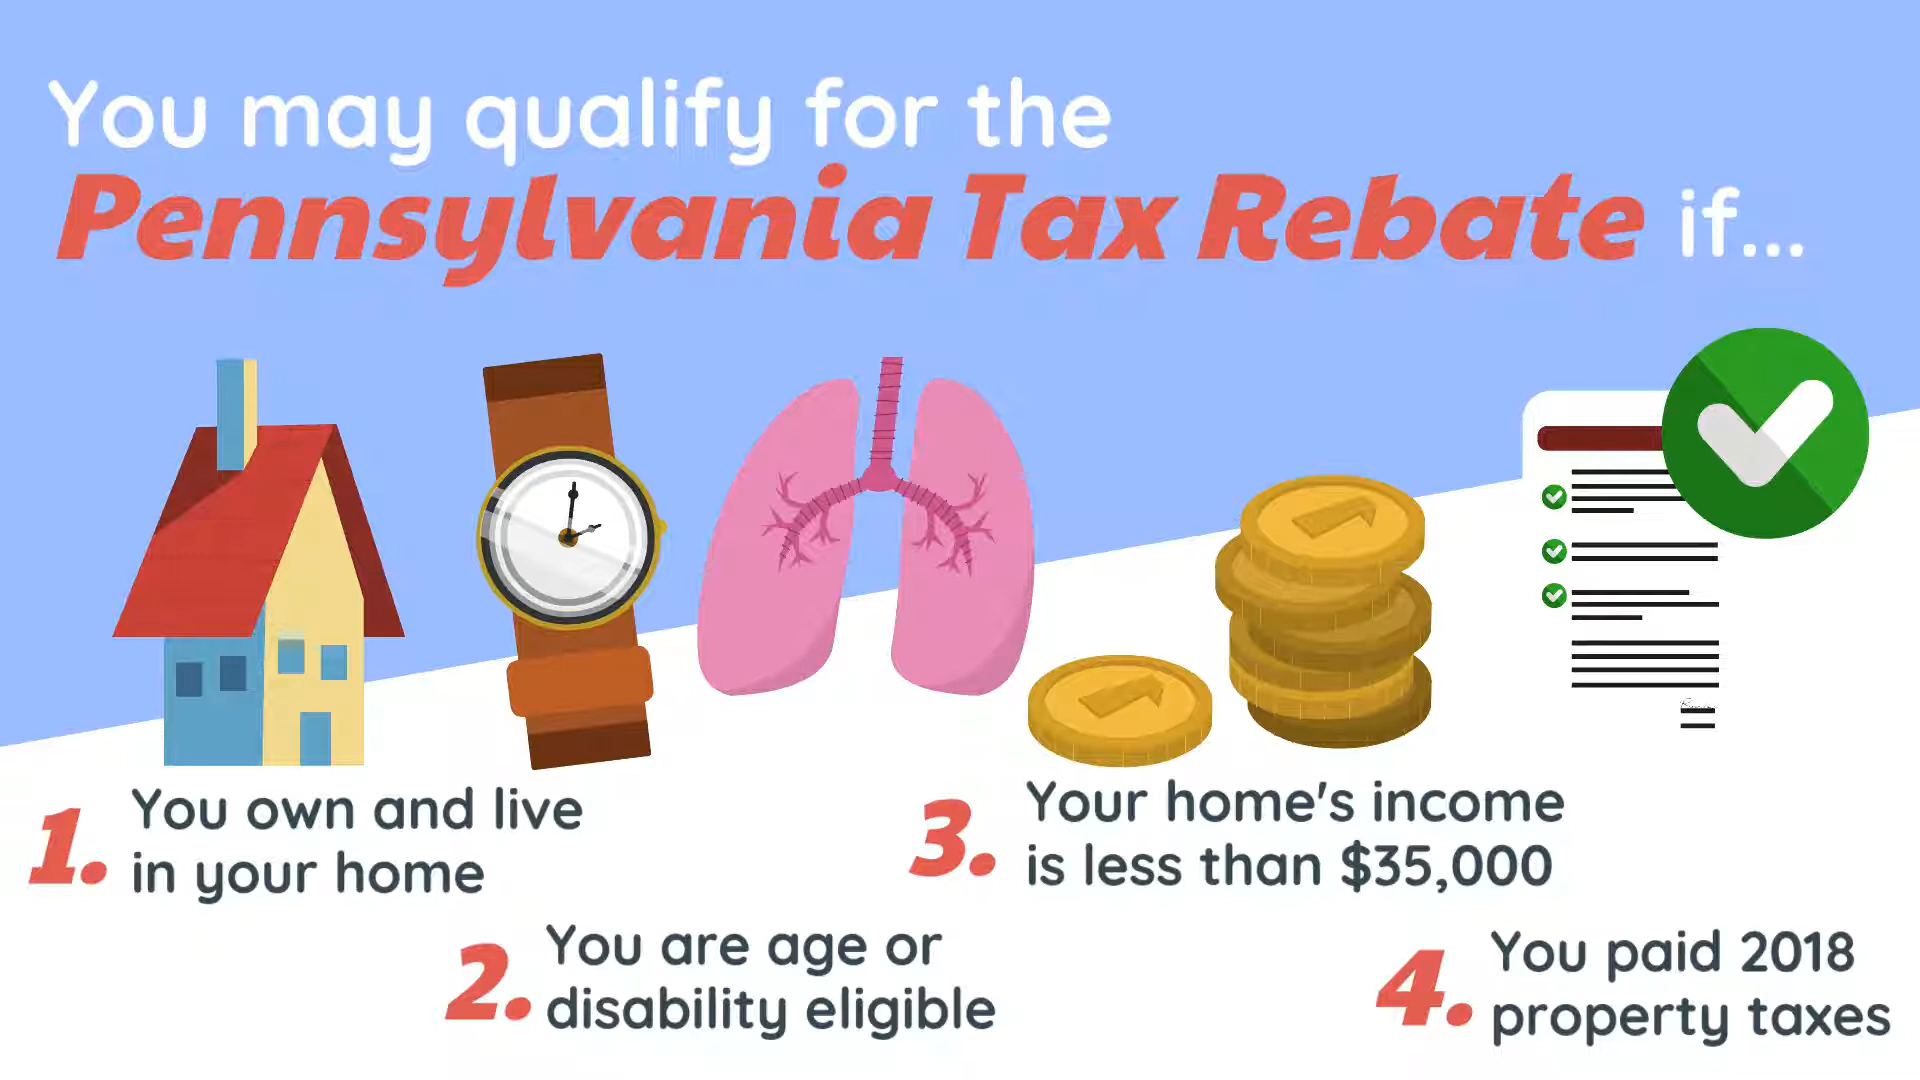 You may qualify for the
Pennsylvania Tax Rebate if...
1. You own and live
in your home
2. You are age or
disability eligible
3. Your home's income
is less than $35,000
4. You paid 2018
property taxes